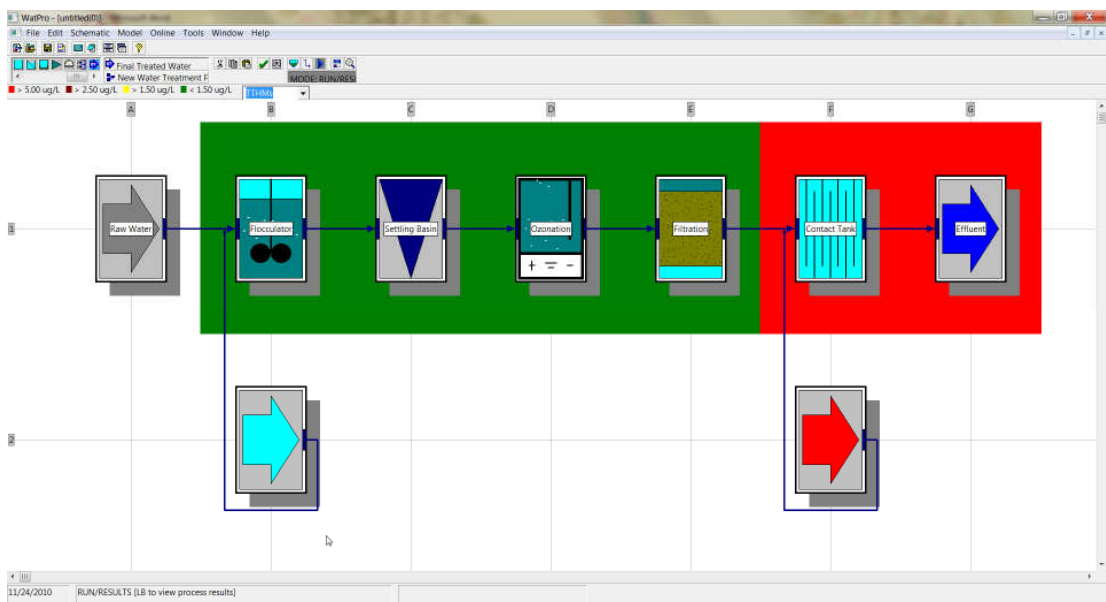 WatPro - [untitled(0)]
File Edit Schematic Model Online Tools Window Help
Final Treated Water
New Water Treatment P
MODE: RUN/RES
> 5.00 ug/L > 2.50 ug/L > 1.50 ug/L < 1.50 ug/L TTHMs
A B C D E F G
1
Raw Water Flocculator Settling Basin Ozonation Filtration Contact Tank Effluent
2
11/24/2010 RUN/RESULTS [LB to view process results]